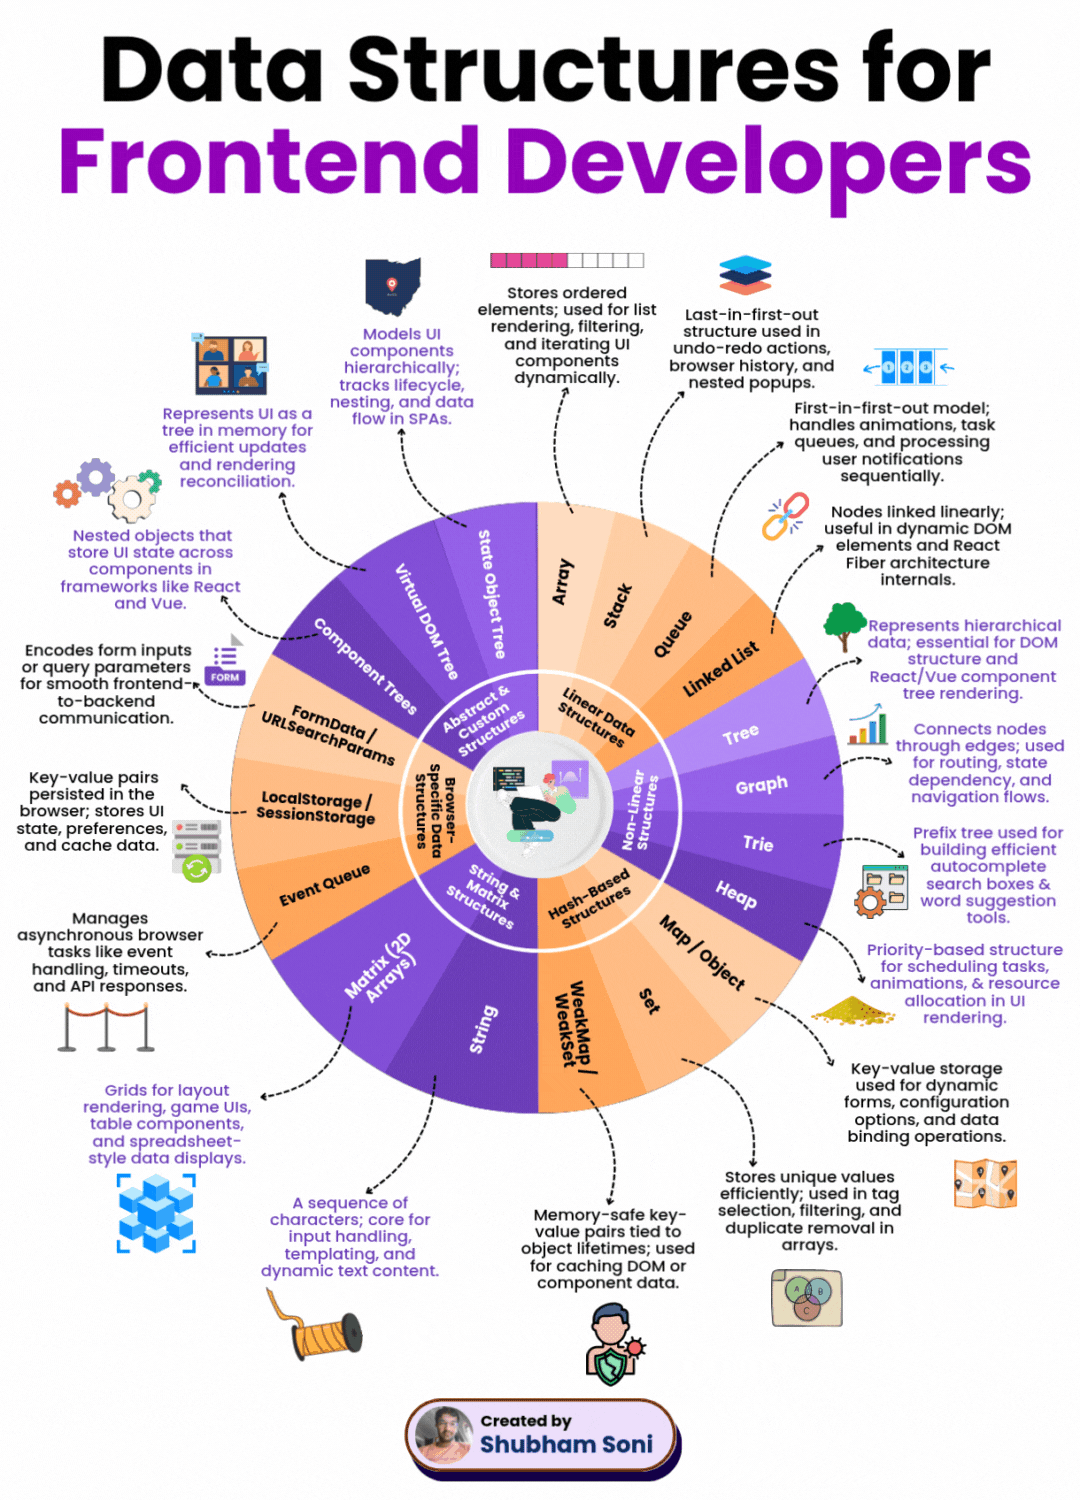 Data Structures for
Frontend Developers
Stores ordered
elements; used for list
rendering, filtering,
and iterating UI
components
dynamically.
Last-in-first-out
structure used in
undo-redo actions,
browser history, and
nested popups.
1 2 3
First-in-first-out model;
handles animations, task
queues, and processing
user notifications
sequentially.
Nodes linked linearly;
useful in dynamic DOM
elements and React
Fiber architecture
internals.
Represents hierarchical
data; essential for DOM
structure and
React/Vue component
tree rendering.
Connects nodes
through edges; used
for routing, state
dependency, and
navigation flows.
Prefix tree used for
building efficient
autocomplete
search boxes &
word suggestion
tools.
Priority-based structure
for scheduling tasks,
animations, & resource
allocation in UI
rendering.
Key-value storage
used for dynamic
forms, configuration
options, and data
binding operations.
Stores unique values
efficiently; used in tag
selection, filtering, and
duplicate removal in
arrays.
A B
C
Memory-safe key-
value pairs tied to
object lifetimes; used
for caching DOM or
component data.
A sequence of
characters; core for
input handling,
templating, and
dynamic text content.
Grids for layout
rendering, game UIs,
table components,
and spreadsheet-
style data displays.
Manages
asynchronous browser
tasks like event
handling, timeouts,
and API responses.
Key-value pairs
persisted in the
browser; stores UI
state, preferences,
and cache data.
Encodes form inputs
or query parameters
for smooth frontend-
to-backend
communication.
FORM
Nested objects that
store UI state across
components in
frameworks like React
and Vue.
Represents UI as a
tree in memory for
efficient updates
and rendering
reconciliation.
Models UI
components
hierarchically;
tracks lifecycle,
nesting, and data
flow in SPAs.
Array
Stack
Queue
Linked List
Tree
Graph
Trie
Heap
Map / Object
Set
WeakMap /
WeakSet
String
Matrix (2D
Arrays)
Event Queue
LocalStorage /
SessionStorage
FormData /
URLSearchParams
Component Trees
Virtual DOM Tree
State Object Tree
Linear Data
Structures
Non-Linear
Structures
Hash-Based
Structures
String &
Matrix
Structures
Browser-
Specific Data
Structures
Abstract &
Custom
Structures
Created by
Shubham Soni